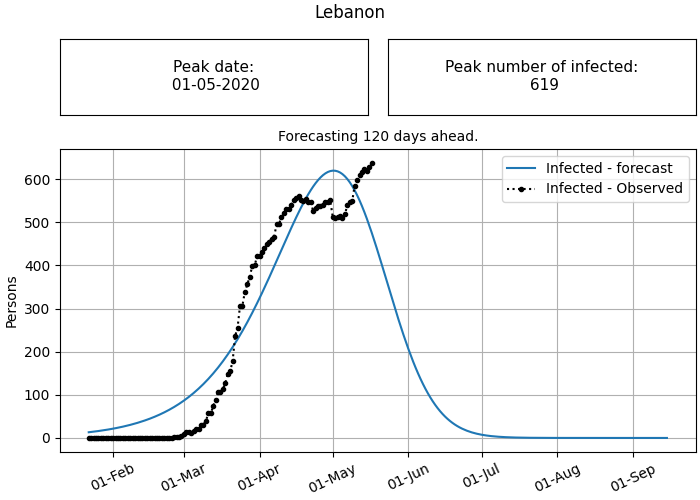 Lebanon
Peak date:
01-05-2020
Peak number of infected:
619
Forecasting 120 days ahead.
Infected - forecast
Infected - Observed
Persons
600
500
400
300
200
100
0
01-Feb
01-Mar
01-Apr
01-May
01-Jun
01-Jul
01-Aug
01-Sep